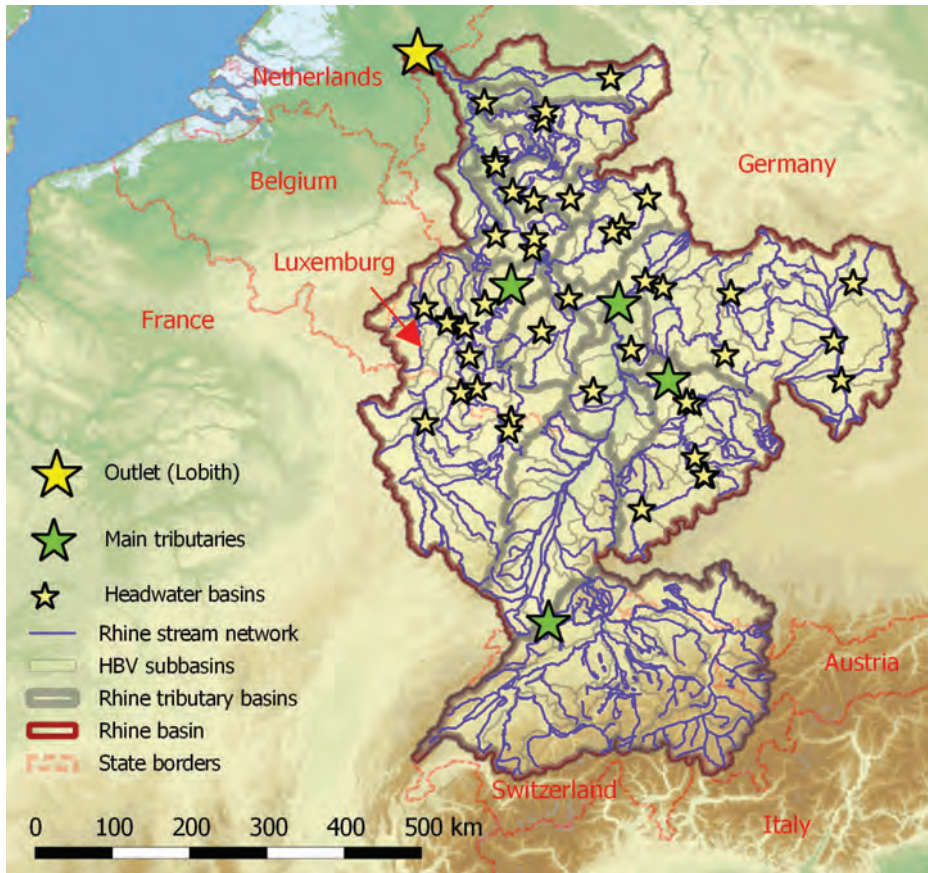 Netherlands
Germany
Belgium
Luxemburg
France
Outlet (Lobith)
Main tributaries
Headwater basins
Rhine stream network
HBV subbasins
Austria
Rhine tributary basins
Rhine basin
State borders
Switzerland
Italy
0 100 200 300 400 500 km